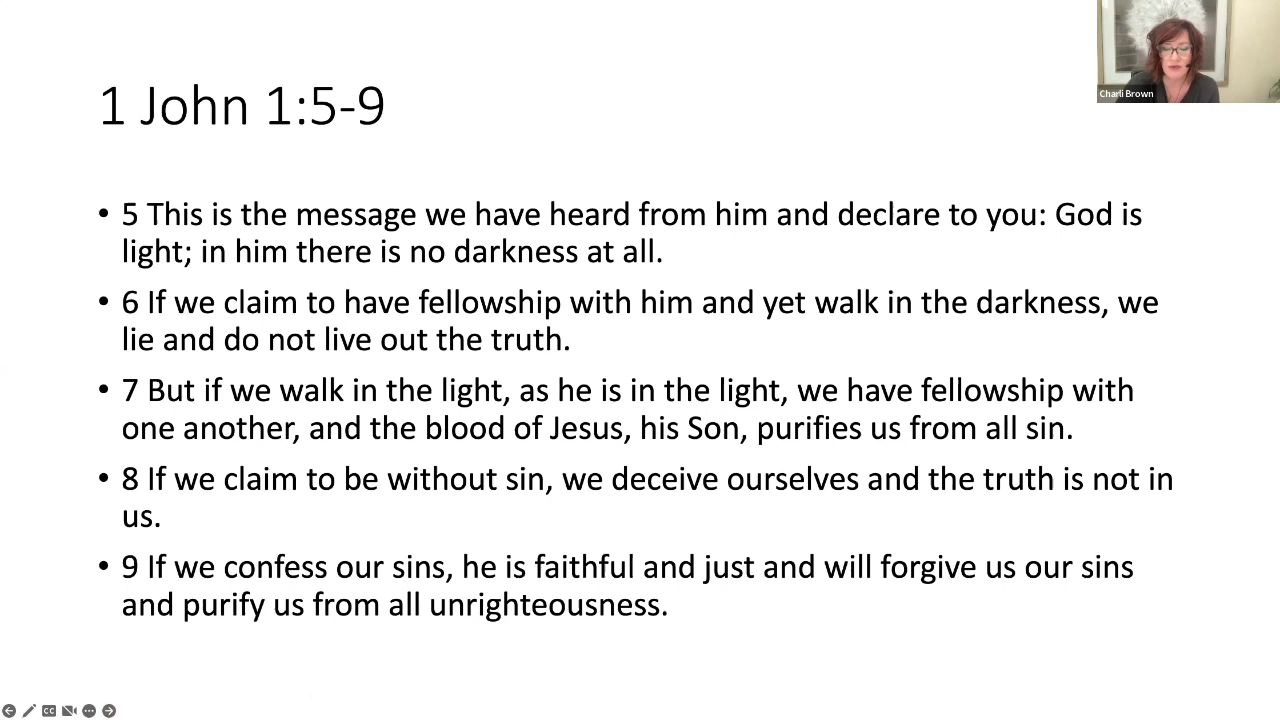 1 John 1:5-9
Charli Brown
• 5 This is the message we have heard from him and declare to you: God is
light; in him there is no darkness at all.
• 6 If we claim to have fellowship with him and yet walk in the darkness, we
lie and do not live out the truth.
• 7 But if we walk in the light, as he is in the light, we have fellowship with
one another, and the blood of Jesus, his Son, purifies us from all sin.
• 8 If we claim to be without sin, we deceive ourselves and the truth is not in
us.
• 9 If we confess our sins, he is faithful and just and will forgive us our sins
and purify us from all unrighteousness.
CC